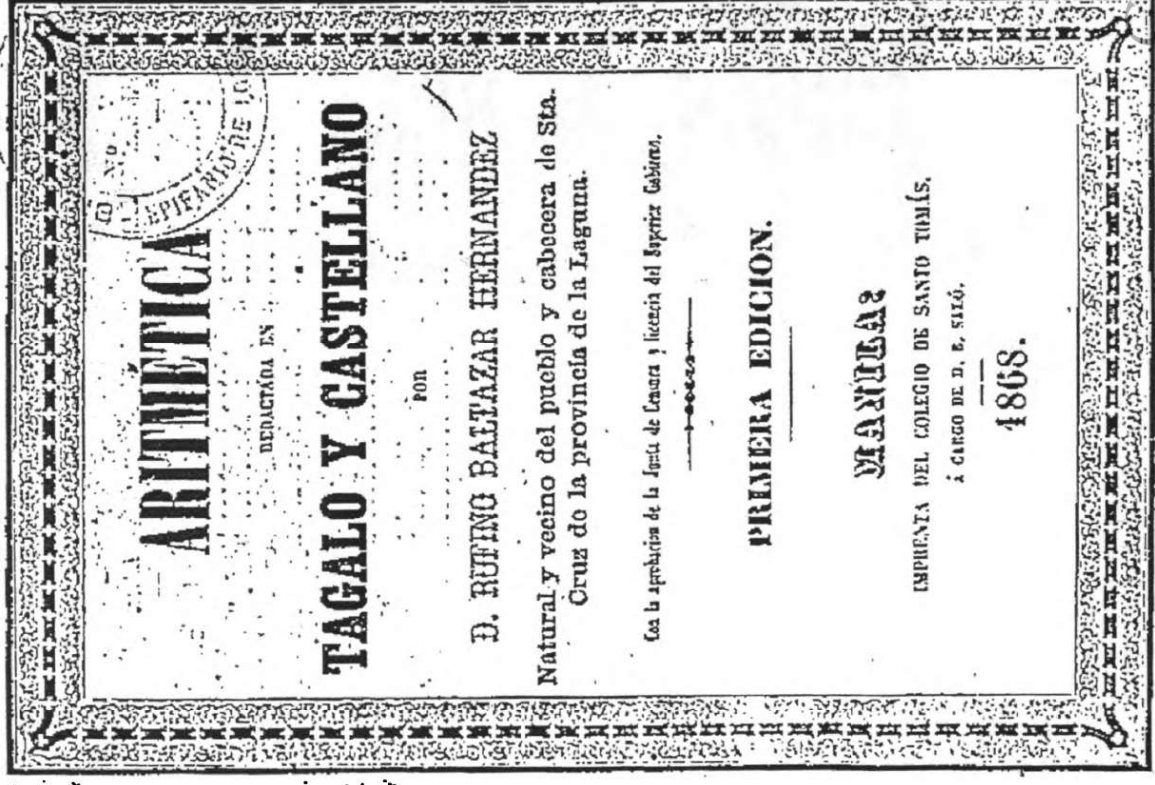 ARITMETICA
REDACTADA EN
TAGALO Y CASTELLANO
POR
D. RUFINO BALTAZAR HERNANDEZ
Natural y vecino del pueblo y cabecera de Sta.
Cruz de la provincia de la Laguna.
Con la aprobacion de la Junta de Censura y licencia del Superior Gobierno.
PRIMERA EDICION.
MANILA:
IMPRENTA DEL COLEGIO DE SANTO TOMÁS,
Á CARGO DE D. B. SALÓ.
1868.
EPIFANIO DE LO